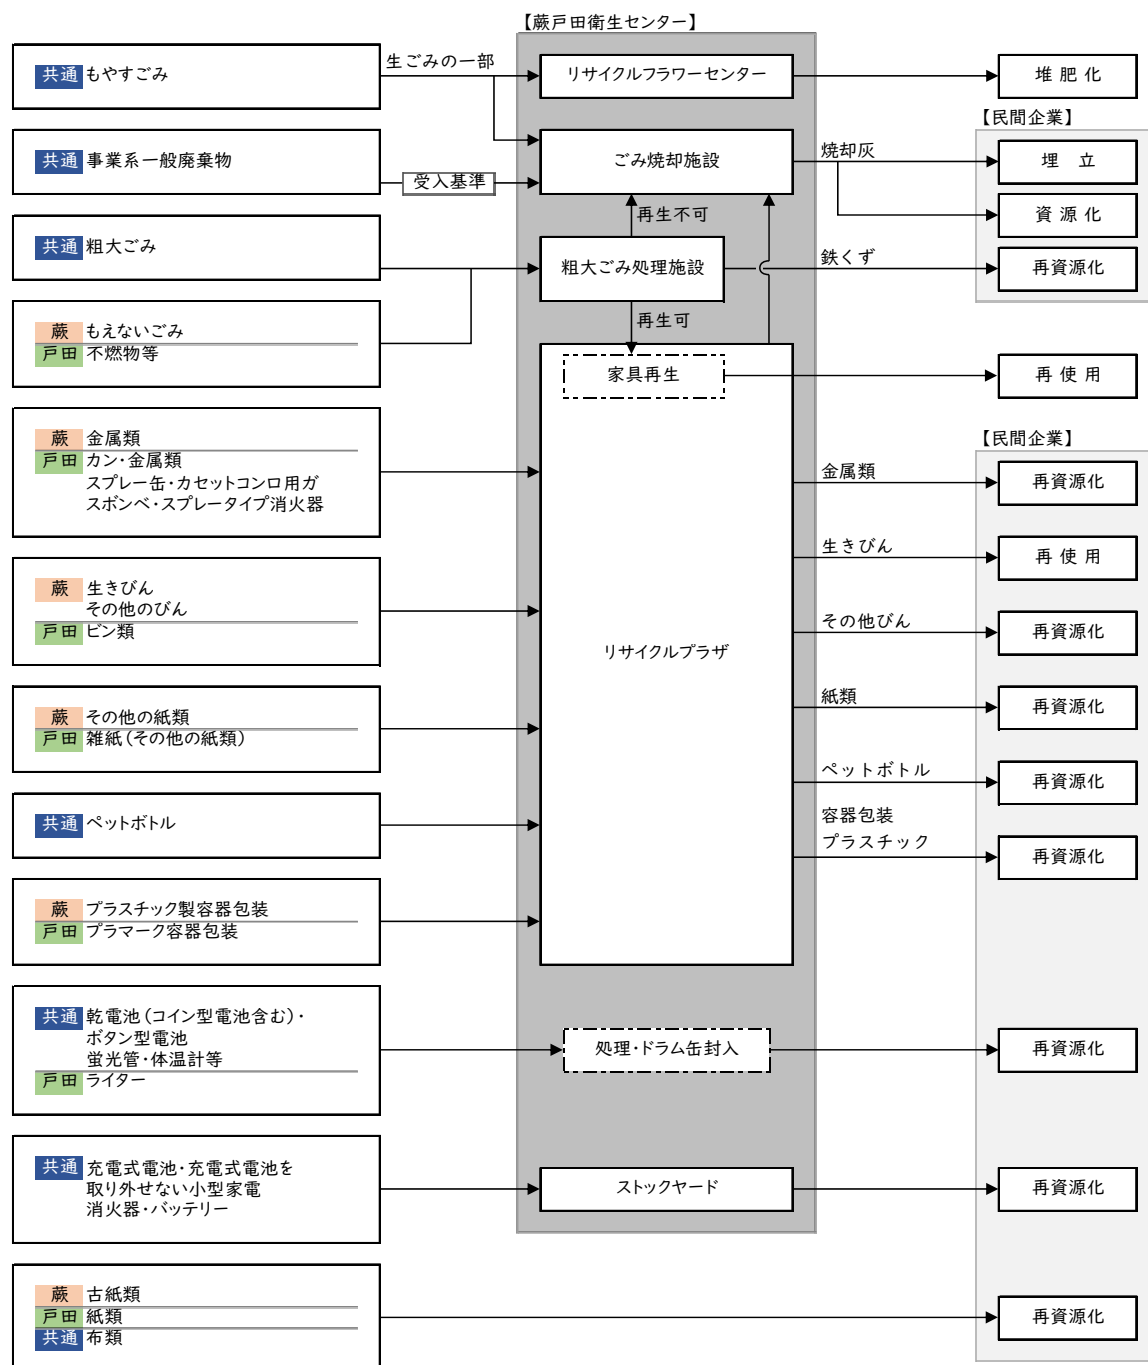 【蕨戸田衛生センター】
共通 もやすごみ
生ごみの一部
リサイクルフラワーセンター
堆肥化
【民間企業】
共通 事業系一般廃棄物
受入基準
ごみ焼却施設
焼却灰
埋 立
資源化
再生不可
共通 粗大ごみ
粗大ごみ処理施設
鉄くず
再資源化
再生可
蕨 もえないごみ
戸田 不燃物等
家具再生
再使用
【民間企業】
蕨 金属類
戸田 カン・金属類
スプレー缶・カセットコンロ用ガ
スボンベ・スプレータイプ消火器
金属類
再資源化
生きびん
再使用
蕨 生きびん
その他のびん
戸田 ビン類
その他びん
再資源化
リサイクルプラザ
蕨 その他の紙類
戸田 雑紙(その他の紙類)
紙類
再資源化
ペットボトル
再資源化
共通 ペットボトル
容器包装
プラスチック
再資源化
蕨 プラスチック製容器包装
戸田 プラマーク容器包装
共通 乾電池(コイン型電池含む)・
ボタン型電池
蛍光管・体温計等
戸田 ライター
処理・ドラム缶封入
再資源化
共通 充電式電池・充電式電池を
取り外せない小型家電
消火器・バッテリー
ストックヤード
再資源化
蕨 古紙類
戸田 紙類
共通 布類
再資源化